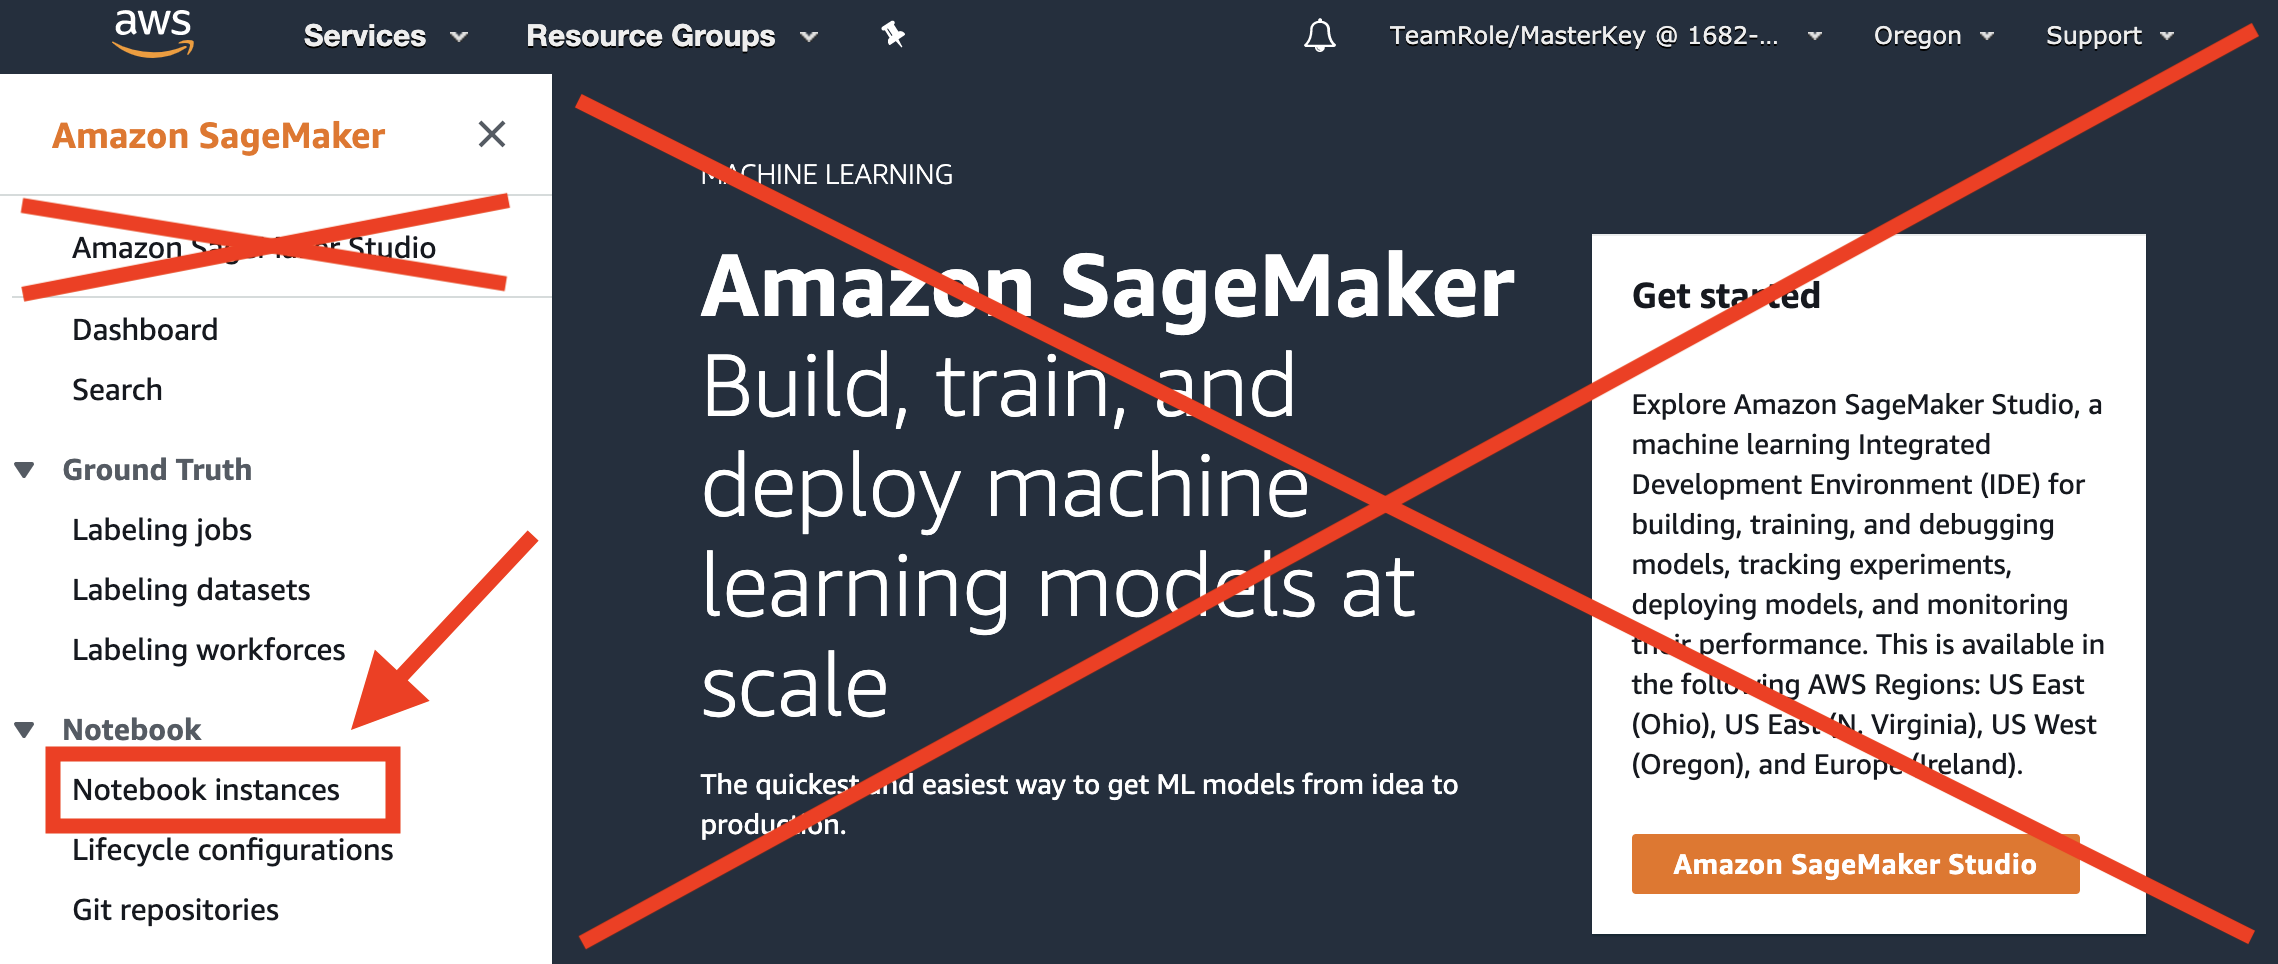 aws
Services
Resource Groups
TeamRole/MasterKey @ 1682-...
Oregon
Support
Amazon SageMaker
Amazon SageMaker Studio
Dashboard
Search
Ground Truth
Labeling jobs
Labeling datasets
Labeling workforces
Notebook
Notebook instances
Lifecycle configurations
Git repositories
MACHINE LEARNING
Amazon SageMaker
Build, train, and
deploy machine
learning models at
scale
The quickest and easiest way to get ML models from idea to
production.
Get started
Explore Amazon SageMaker Studio, a
machine learning Integrated
Development Environment (IDE) for
building, training, and debugging
models, tracking experiments,
deploying models, and monitoring
their performance. This is available in
the following AWS Regions: US East
(Ohio), US East (N. Virginia), US West
(Oregon), and Europe (Ireland).
Amazon SageMaker Studio